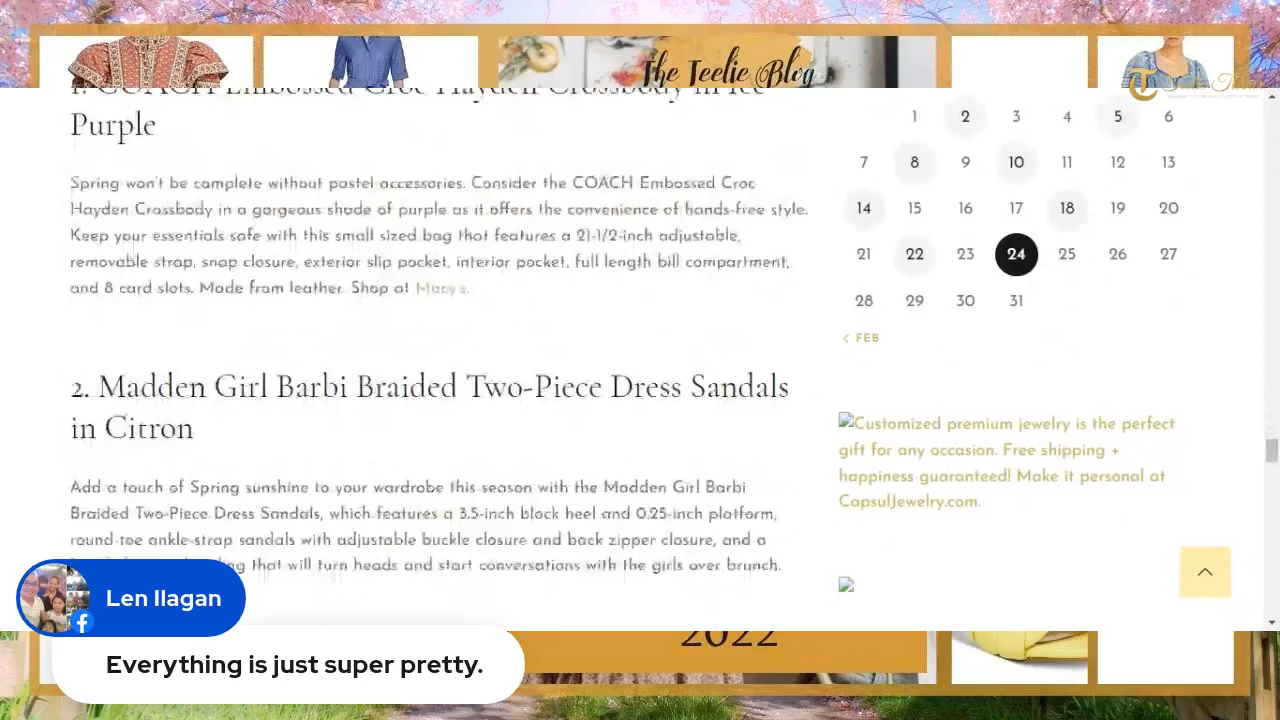 The Teelie Blog
1. COACH Embossed Croc Hayden Crossbody in Ice
Purple
Spring won't be complete without pastel accessories. Consider the COACH Embossed Croc
Hayden Crossbody in a gorgeous shade of purple as it offers the convenience of hands-free style.
Keep your essentials safe with this small sized bag that features a 21-1/2-inch adjustable,
removable strap, snap closure, exterior slip pocket, interior pocket, full length bill compartment,
and 8 card slots. Made from leather. Shop at Macy's.
2. Madden Girl Barbi Braided Two-Piece Dress Sandals
in Citron
Add a touch of Spring sunshine to your wardrobe this season with the Madden Girl Barbi
Braided Two-Piece Dress Sandals, which features a 3.5-inch block heel and 0.25-inch platform,
round-toe ankle-strap sandals with adjustable buckle closure and back zipper closure, and a
that will turn heads and start conversations with the girls over brunch.
1 2 3 4 5 6
7 8 9 10 11 12 13
14 15 16 17 18 19 20
21 22 23 24 25 26 27
28 29 30 31
< FEB
Customized premium jewelry is the perfect
gift for any occasion. Free shipping +
happiness guaranteed! Make it personal at
CapsulJewelry.com.
2022
Len Ilagan
Everything is just super pretty.